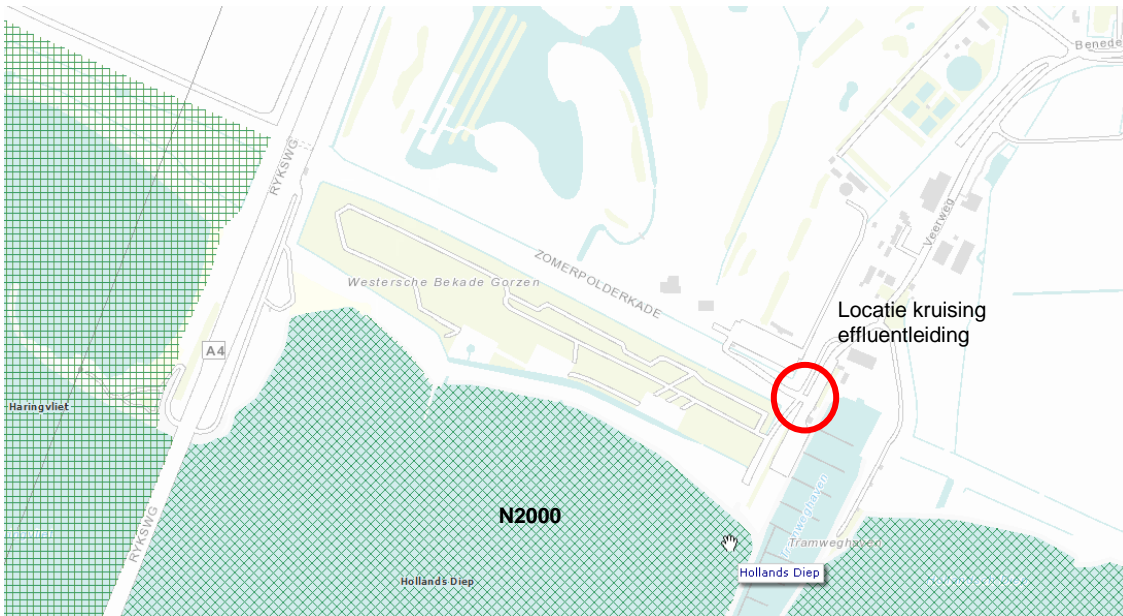 Benede
RYKSWG
Veerweg
ZOMERPOLDERKADE
Westersche Bekade Gorzen
Locatie kruising
effluentleiding
A4
Haringvliet
N2000
Tramweghaven
RYKSWG
Tramweghaven
Hollands Diep
Hollands Diep